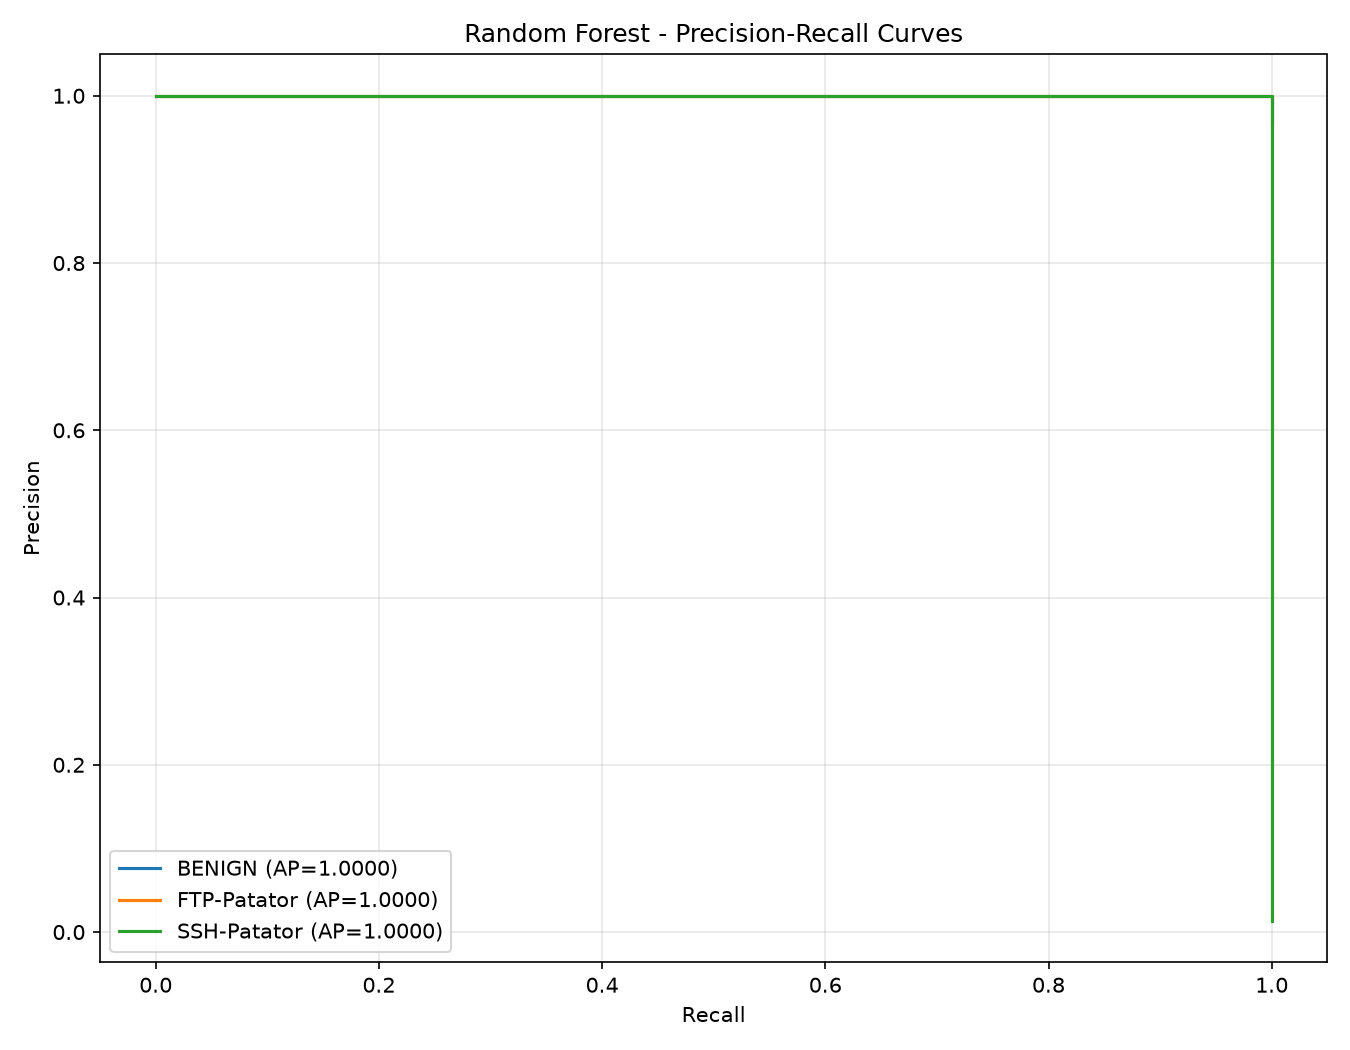 Random Forest - Precision-Recall Curves
1.0
0.8
0.6
0.4
0.2
0.0
Precision
BENIGN (AP=1.0000)
FTP-Patator (AP=1.0000)
SSH-Patator (AP=1.0000)
0.0 0.2 0.4 0.6 0.8 1.0
Recall